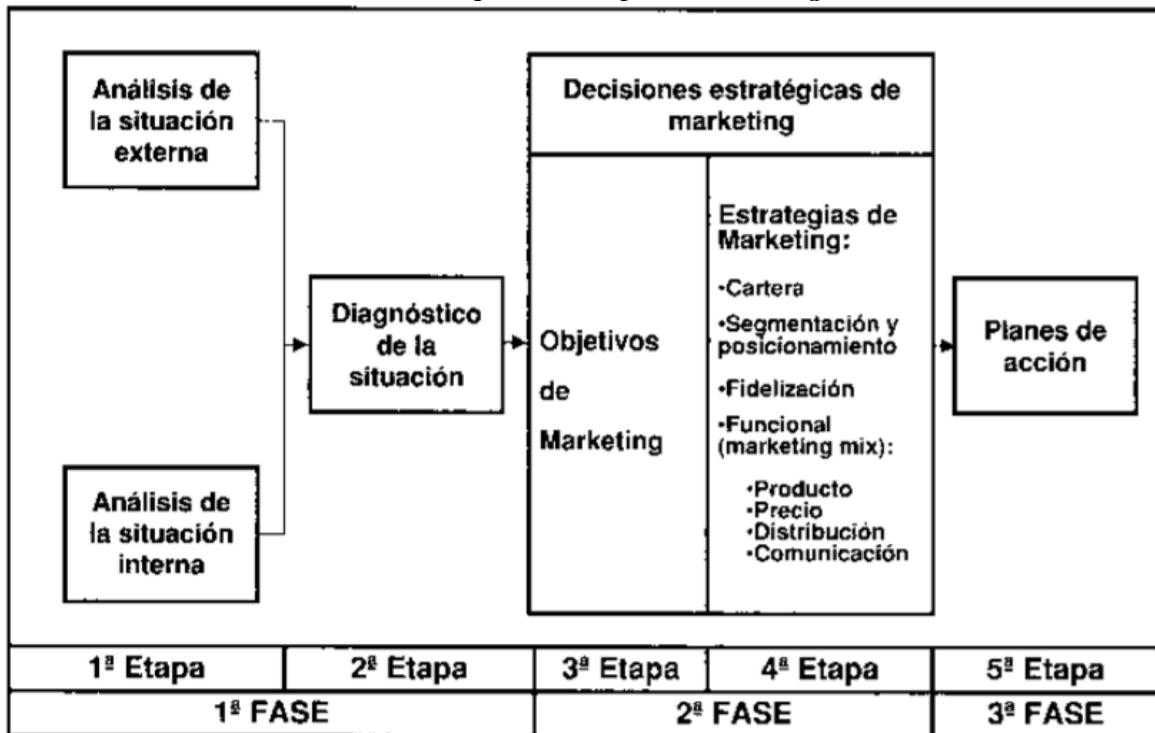 Análisis de
la situación
externa
Análisis de
la situación
interna
Diagnóstico
de la
situación
Decisiones estratégicas de
marketing
Objetivos
de
Marketing
Estrategias de
Marketing:
•Cartera
•Segmentación y
posicionamiento
•Fidelización
•Funcional
(marketing mix):
•Producto
•Precio
•Distribución
•Comunicación
Planes de
acción
1ª Etapa
2ª Etapa
3ª Etapa
4ª Etapa
5ª Etapa
1ª FASE
2ª FASE
3ª FASE